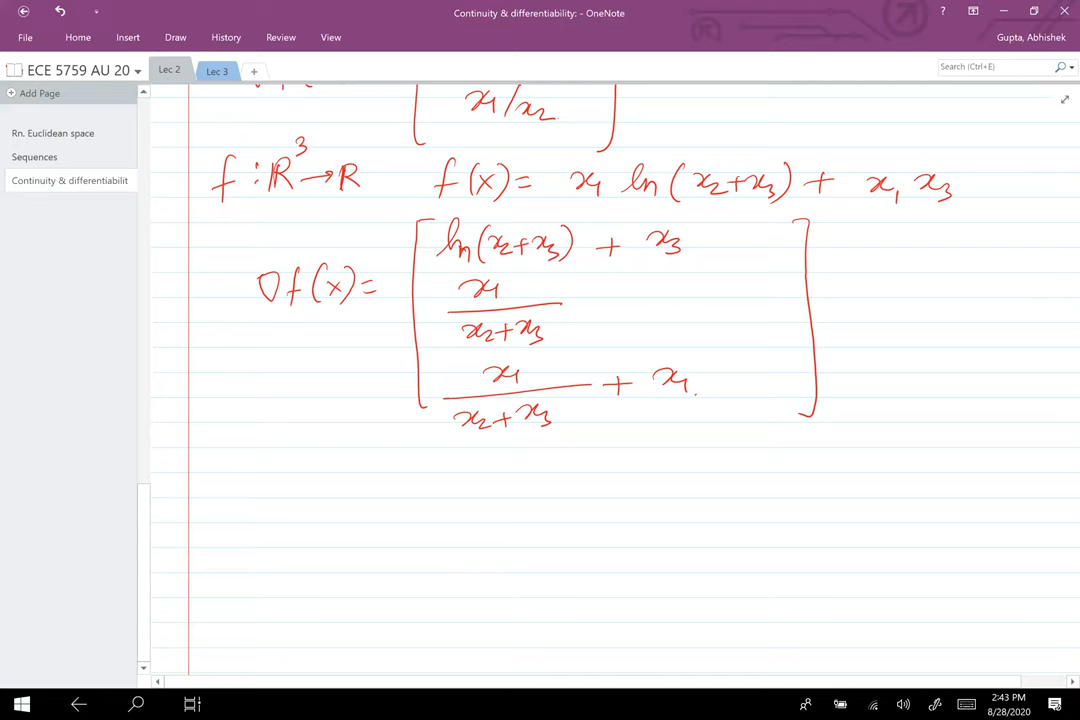 Continuity & differentiability: - OneNote
File Home Insert Draw History Review View
Gupta, Abhishek
ECE 5759 AU 20
Lec 2
Lec 3
Search (Ctrl+E)
Add Page
Rn. Euclidean space
Sequences
Continuity & differentiabilit
x₁/x₂
f : R³ → R f(x) = x₁ ln(x₂+x₃) + x₁ x₃
ln(x₂+x₃) + x₃
∇f(x) =
x₁
x₂+x₃
x₁
+ x₁
x₂+x₃
2:43 PM
8/28/2020